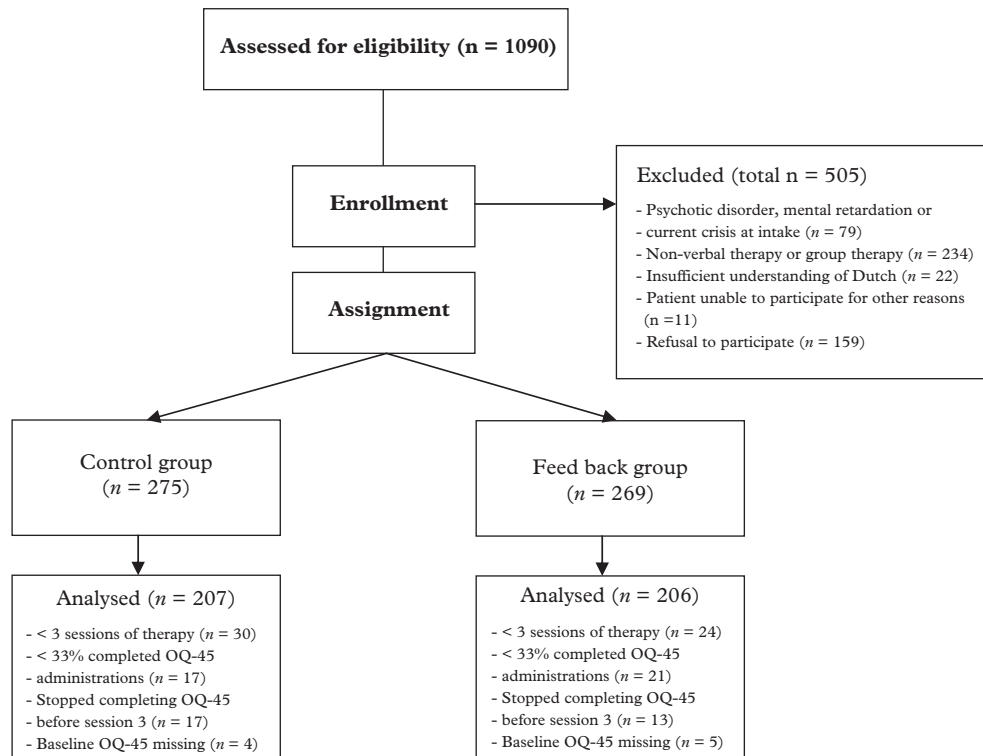 Assessed for eligibility (n = 1090)
Enrollment
Excluded (total n = 505)
- Psychotic disorder, mental retardation or
- current crisis at intake (n = 79)
- Non-verbal therapy or group therapy (n = 234)
- Insufficient understanding of Dutch (n = 22)
- Patient unable to participate for other reasons
(n =11)
- Refusal to participate (n = 159)
Assignment
Control group
(n = 275)
Feed back group
(n = 269)
Analysed (n = 207)
- < 3 sessions of therapy (n = 30)
- < 33% completed OQ-45
- administrations (n = 17)
- Stopped completing OQ-45
- before session 3 (n = 17)
- Baseline OQ-45 missing (n = 4)
Analysed (n = 206)
- < 3 sessions of therapy (n = 24)
- < 33% completed OQ-45
- administrations (n = 21)
- Stopped completing OQ-45
- before session 3 (n = 13)
- Baseline OQ-45 missing (n = 5)